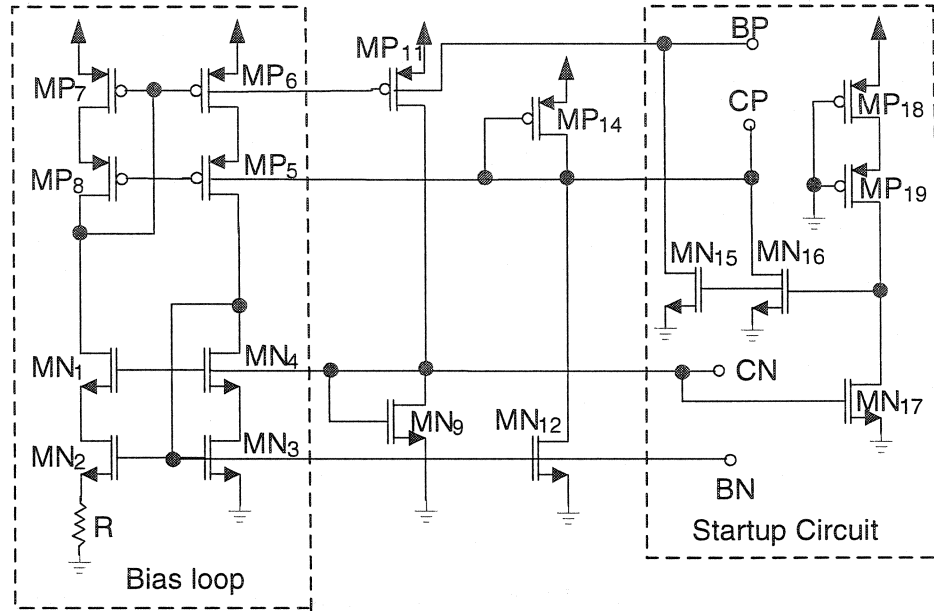 BP
MP₁₁
MP₇
MP₆
CP
MP₁₄
MP₁₈
MP₈
MP₅
MP₁₉
MN₁₅
MN₁₆
MN₁
MN₄
CN
MN₉
MN₁₂
MN₁₇
MN₂
MN₃
BN
R
Startup Circuit
Bias loop